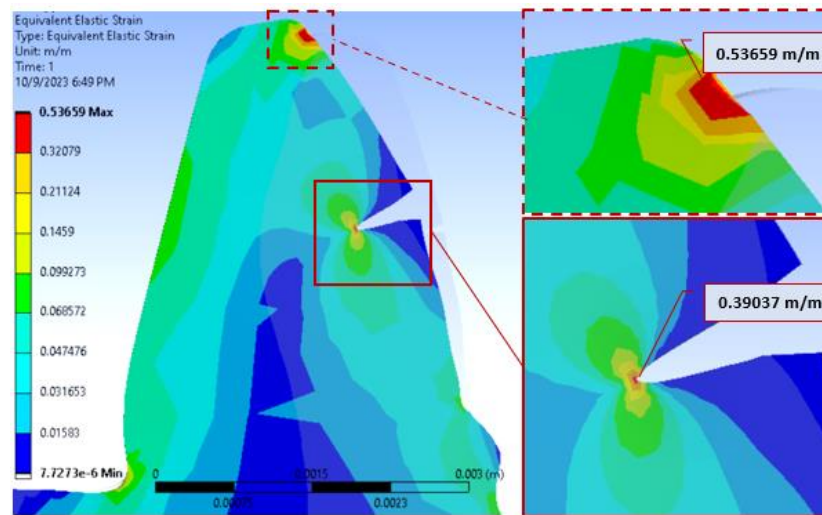 Equivalent Elastic Strain
Type: Equivalent Elastic Strain
Unit: m/m
Time: 1
10/9/2023 6:49 PM
0.53659 Max
0.32079
0.21124
0.1459
0.099273
0.068572
0.047476
0.031653
0.01583
7.7273e-6 Min
0.53659 m/m
0.39037 m/m
0 0.0015 0.003 (m)
0.00075 0.0023